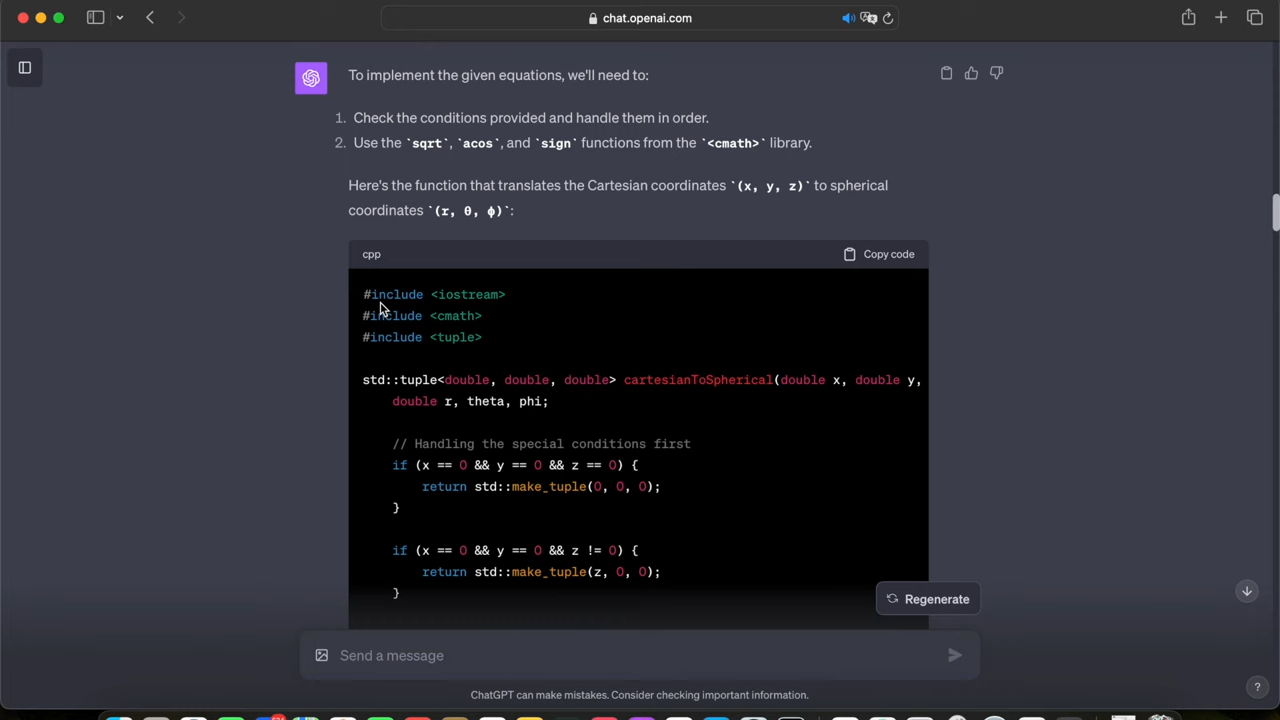 chat.openai.com
To implement the given equations, we'll need to:
1. Check the conditions provided and handle them in order.
2. Use the `sqrt`, `acos`, and `sign` functions from the `<cmath>` library.
Here's the function that translates the Cartesian coordinates `(x, y, z)` to spherical
coordinates `(r, θ, ϕ)`:
cpp Copy code
#include <iostream>
#include <cmath>
#include <tuple>
std::tuple<double, double, double> cartesianToSpherical(double x, double y,
double r, theta, phi;
// Handling the special conditions first
if (x == 0 && y == 0 && z == 0) {
return std::make_tuple(0, 0, 0);
}
if (x == 0 && y == 0 && z != 0) {
return std::make_tuple(z, 0, 0);
}
Regenerate
Send a message
ChatGPT can make mistakes. Consider checking important information.
?